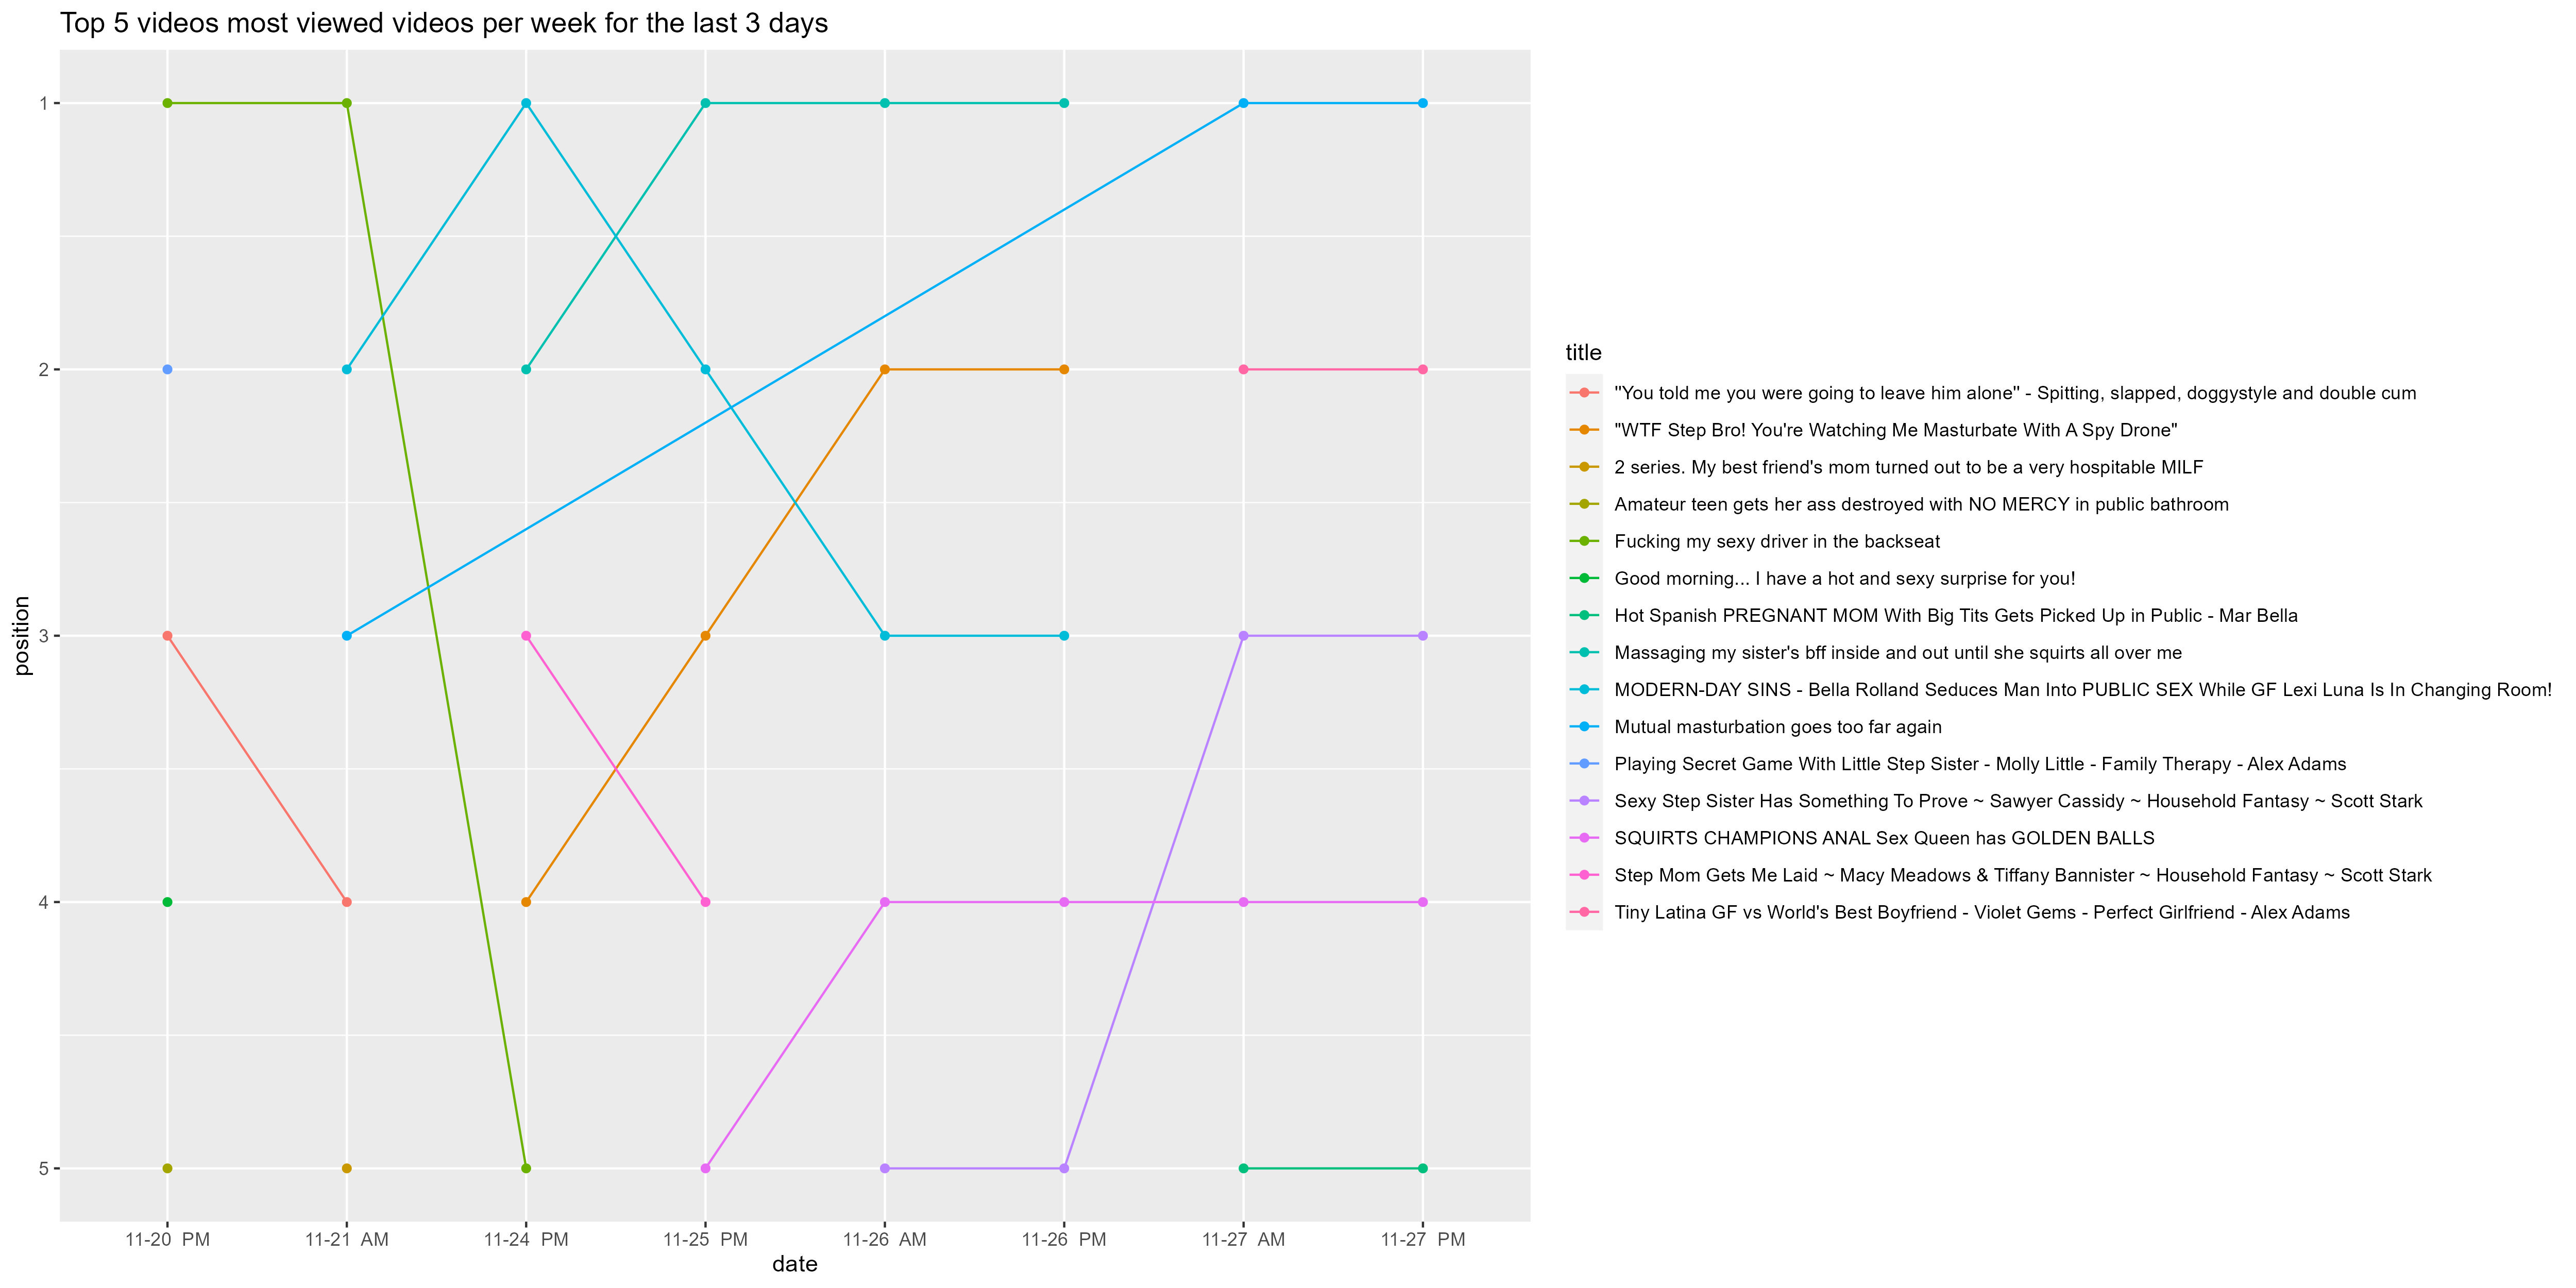 Top 5 videos most viewed videos per week for the last 3 days
position
1
2
3
4
5
11-20 PM
11-21 AM
11-24 PM
11-25 PM
11-26 AM
11-26 PM
11-27 AM
11-27 PM
date
title
"You told me you were going to leave him alone" - Spitting, slapped, doggystyle and double cum
"WTF Step Bro! You're Watching Me Masturbate With A Spy Drone"
2 series. My best friend's mom turned out to be a very hospitable MILF
Amateur teen gets her ass destroyed with NO MERCY in public bathroom
Fucking my sexy driver in the backseat
Good morning... I have a hot and sexy surprise for you!
Hot Spanish PREGNANT MOM With Big Tits Gets Picked Up in Public - Mar Bella
Massaging my sister's bff inside and out until she squirts all over me
MODERN-DAY SINS - Bella Rolland Seduces Man Into PUBLIC SEX While GF Lexi Luna Is In Changing Room!
Mutual masturbation goes too far again
Playing Secret Game With Little Step Sister - Molly Little - Family Therapy - Alex Adams
Sexy Step Sister Has Something To Prove ~ Sawyer Cassidy ~ Household Fantasy ~ Scott Stark
SQUIRTS CHAMPIONS ANAL Sex Queen has GOLDEN BALLS
Step Mom Gets Me Laid ~ Macy Meadows & Tiffany Bannister ~ Household Fantasy ~ Scott Stark
Tiny Latina GF vs World's Best Boyfriend - Violet Gems - Perfect Girlfriend - Alex Adams